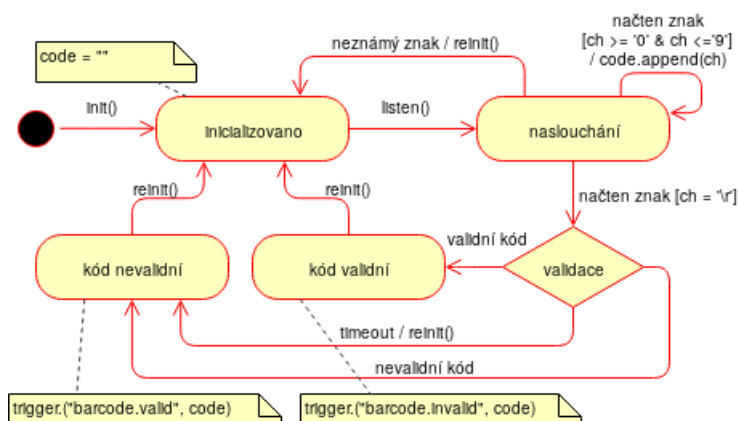 načten znak
[ch >= '0' & ch <='9']
/ code.append(ch)
neznámý znak / reinit()
code = ""
init()
inicializovano
listen()
naslouchání
reinit()
reinit()
načten znak [ch = '\r']
validní kód
kód nevalidní
kód validní
validace
timeout / reinit()
nevalidní kód
trigger.("barcode.valid", code)
trigger.("barcode.invalid", code)